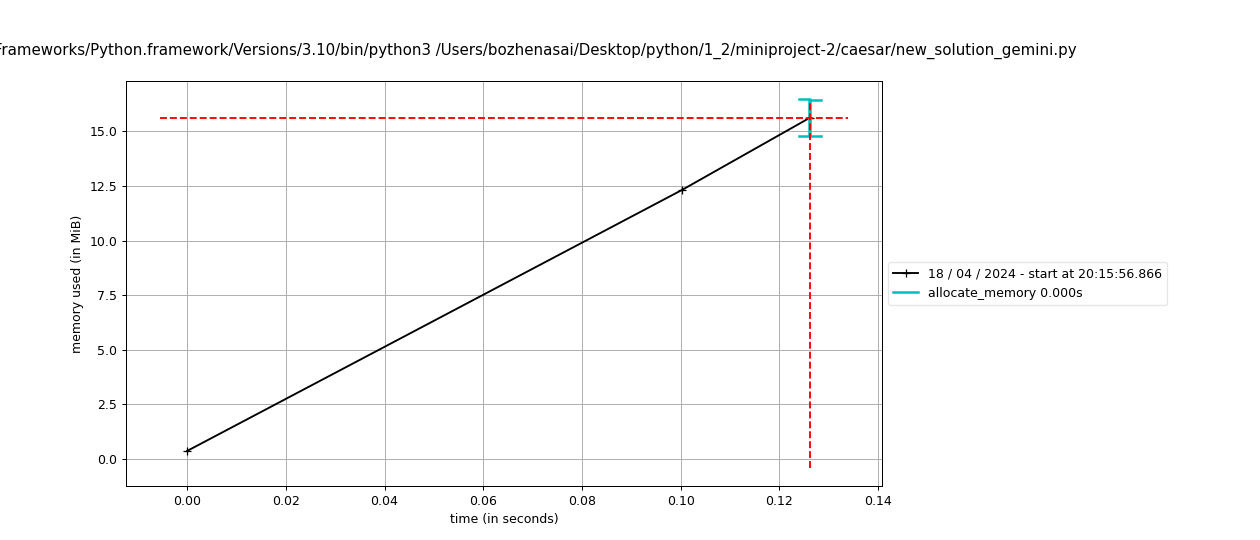 Frameworks/Python.framework/Versions/3.10/bin/python3 /Users/bozhenasai/Desktop/python/1_2/miniproject-2/caesar/new_solution_gemini.py
15.0
12.5
10.0
7.5
5.0
2.5
0.0
memory used (in MiB)
0.00 0.02 0.04 0.06 0.08 0.10 0.12 0.14
time (in seconds)
18 / 04 / 2024 - start at 20:15:56.866
allocate_memory 0.000s